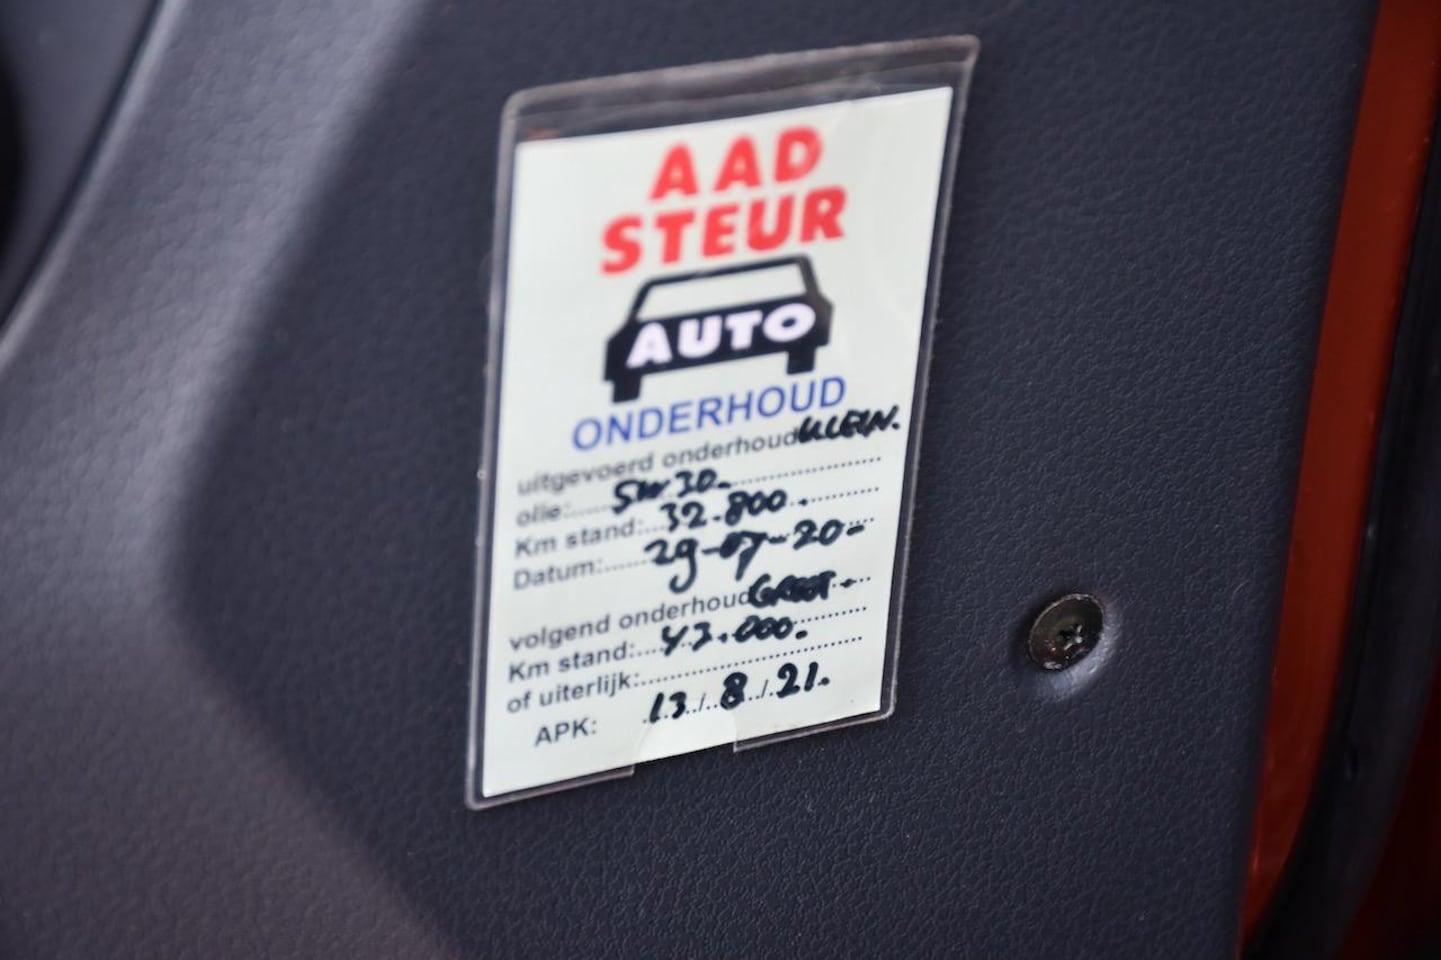 AAD
STEUR
AUTO
ONDERHOUD
uitgevoerd onderhoud KLEIN.
olie:......5W30-...............
Km stand:...32.800.............
Datum:......29-07-20-...
volgend onderhoud GROOT-...
Km stand:....43.000...........
of uiterlijk:..............................
APK: .13./..8../.21.